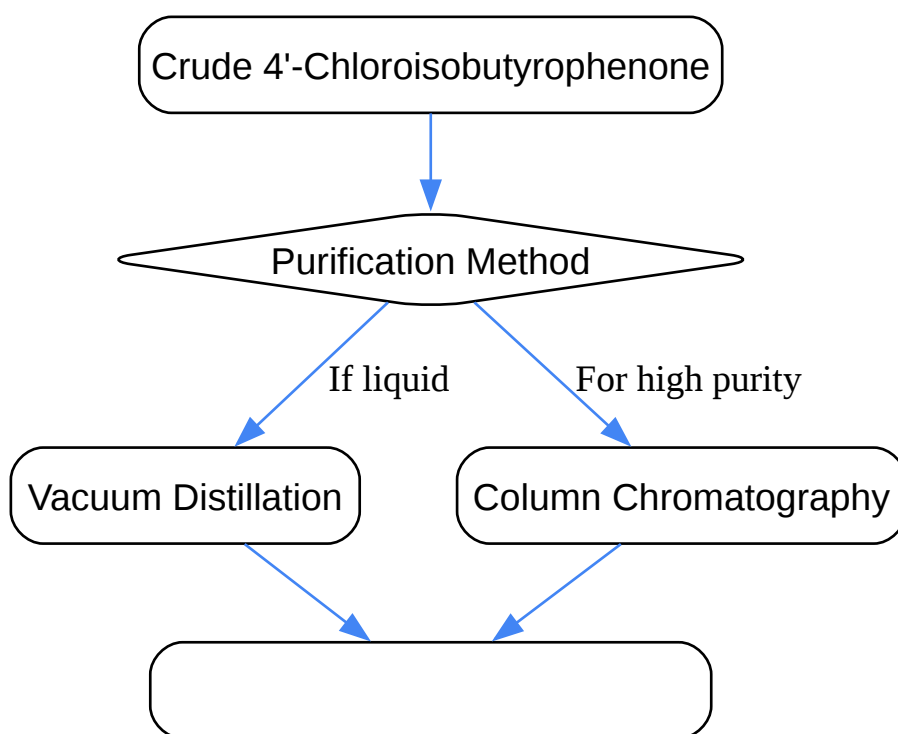 Crude 4'-Chloroisobutyrophenone
Purification Method
If liquid
For high purity
Vacuum Distillation
Column Chromatography